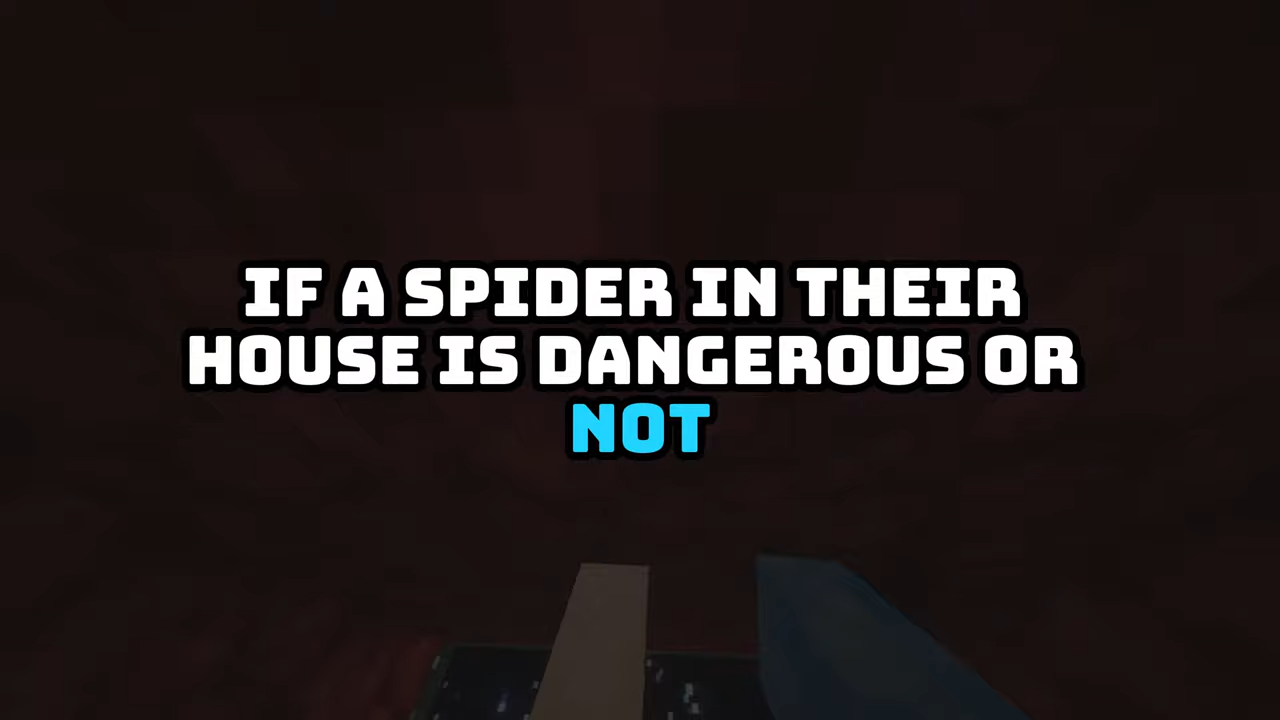 IF A SPIDER IN THEIR
HOUSE IS DANGEROUS OR
NOT